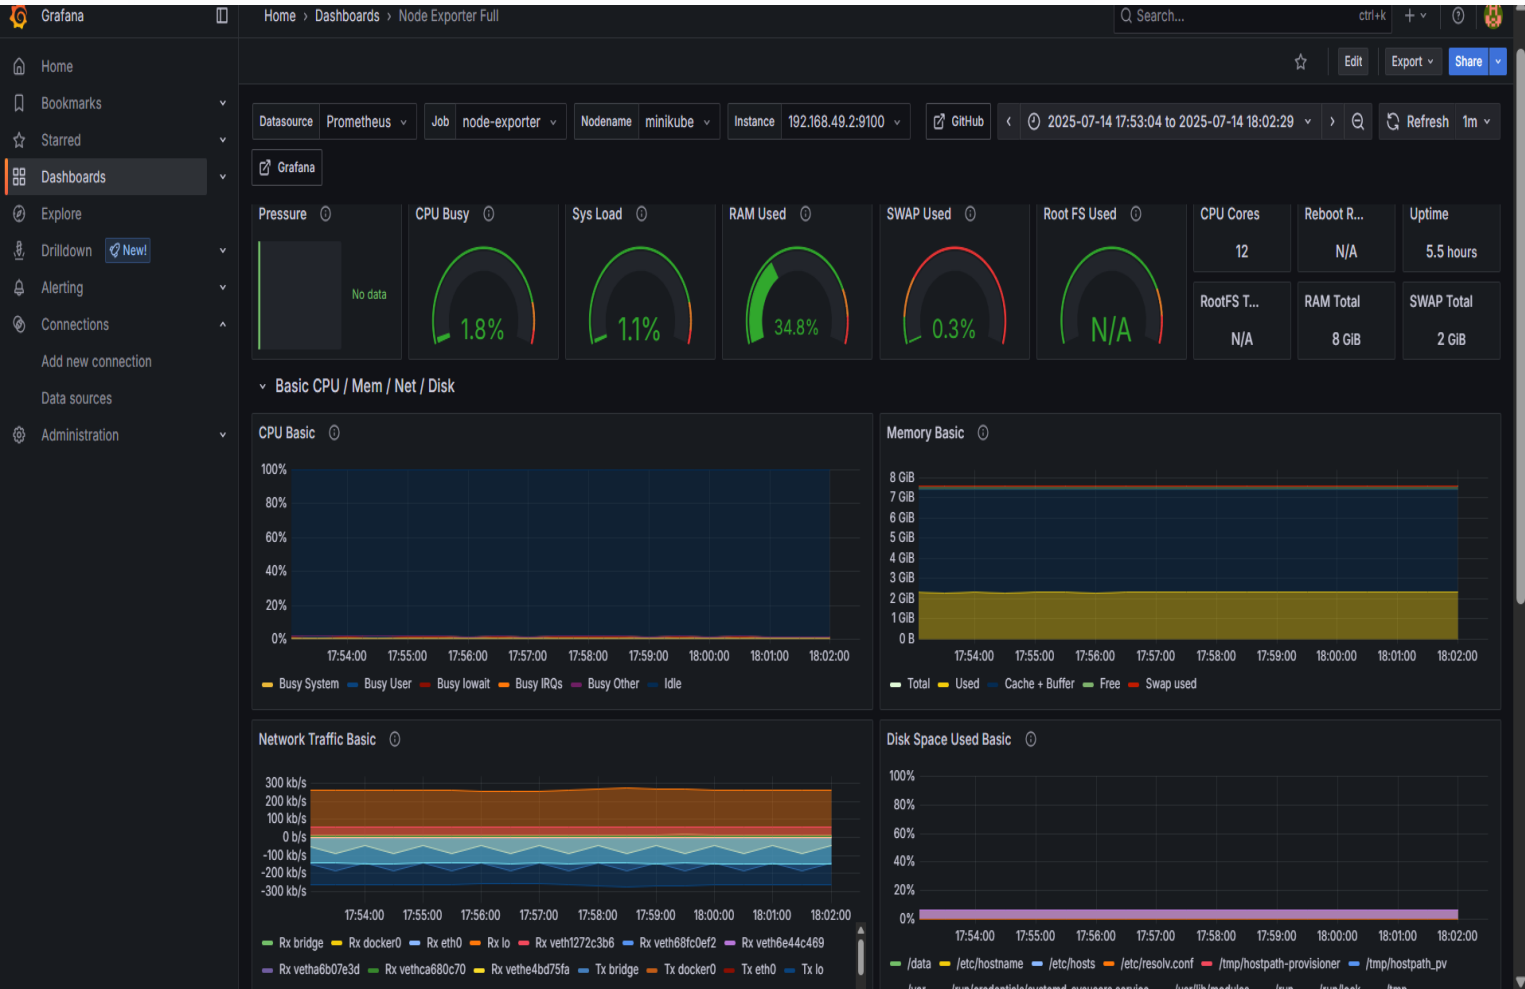 Grafana
Home › Dashboards › Node Exporter Full
Search... ctrl+k
Home
Bookmarks
Starred
Dashboards
Explore
Drilldown New!
Alerting
Connections
Add new connection
Data sources
Administration
Edit Export Share
Datasource Prometheus Job node-exporter Nodename minikube Instance 192.168.49.2:9100 GitHub 2025-07-14 17:53:04 to 2025-07-14 18:02:29 Refresh 1m
Grafana
Pressure CPU Busy Sys Load RAM Used SWAP Used Root FS Used CPU Cores Reboot R... Uptime
12 N/A 5.5 hours
No data
RootFS T... RAM Total SWAP Total
1.8% 1.1% 34.8% 0.3% N/A
N/A 8 GiB 2 GiB
Basic CPU / Mem / Net / Disk
CPU Basic
100%
80%
60%
40%
20%
0%
17:54:00 17:55:00 17:56:00 17:57:00 17:58:00 17:59:00 18:00:00 18:01:00 18:02:00
Busy System Busy User Busy Iowait Busy IRQs Busy Other Idle
Memory Basic
8 GiB
7 GiB
6 GiB
5 GiB
4 GiB
3 GiB
2 GiB
1 GiB
0 B
17:54:00 17:55:00 17:56:00 17:57:00 17:58:00 17:59:00 18:00:00 18:01:00 18:02:00
Total Used Cache + Buffer Free Swap used
Network Traffic Basic
300 kb/s
200 kb/s
100 kb/s
0 b/s
-100 kb/s
-200 kb/s
-300 kb/s
17:54:00 17:55:00 17:56:00 17:57:00 17:58:00 17:59:00 18:00:00 18:01:00 18:02:00
Rx bridge Rx docker0 Rx eth0 Rx lo Rx veth1272c3b6 Rx veth68fc0ef2 Rx veth6e44c469
Rx vetha6b07e3d Rx vethca680c70 Rx vethe4bd75fa Tx bridge Tx docker0 Tx eth0 Tx lo
Disk Space Used Basic
100%
80%
60%
40%
20%
0%
17:54:00 17:55:00 17:56:00 17:57:00 17:58:00 17:59:00 18:00:00 18:01:00 18:02:00
/data /etc/hostname /etc/hosts /etc/resolv.conf /tmp/hostpath-provisioner /tmp/hostpath_pv